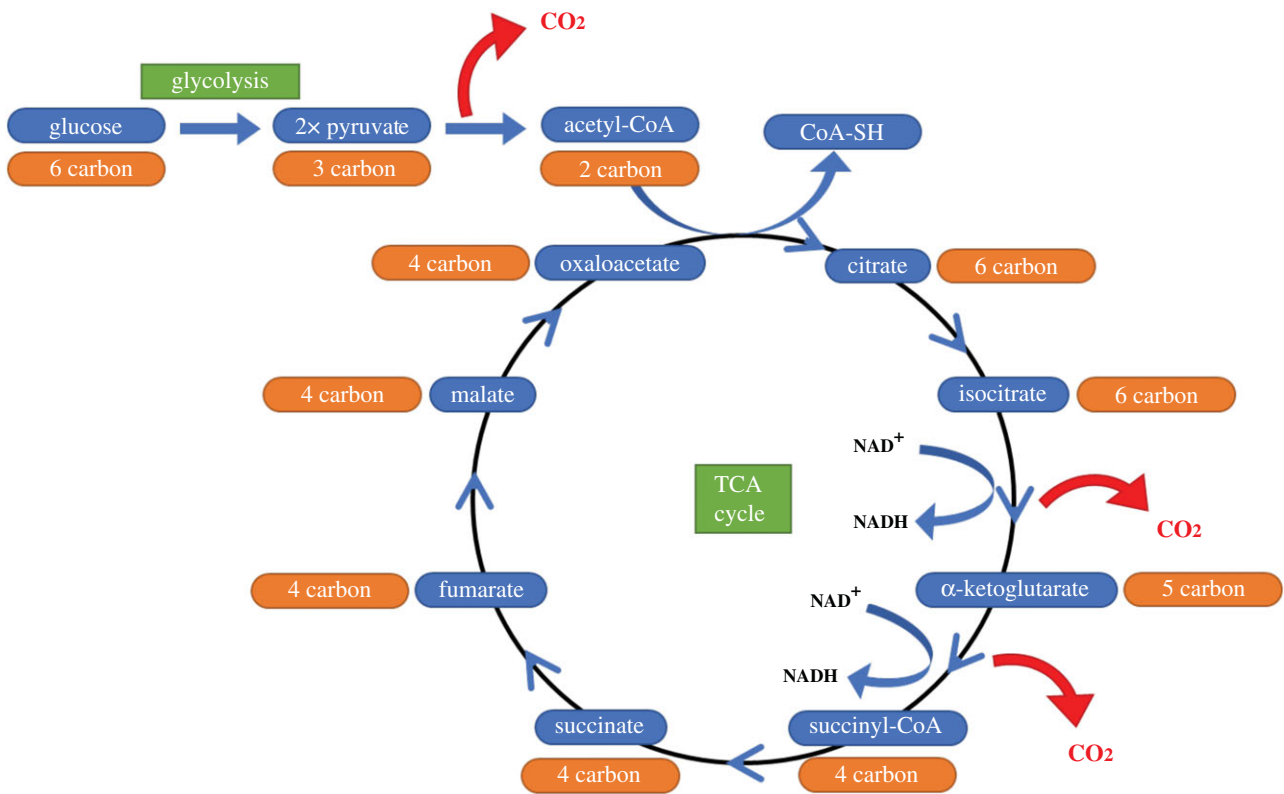 CO2
glycolysis
glucose
2× pyruvate
acetyl-CoA
CoA-SH
6 carbon
3 carbon
2 carbon
4 carbon
oxaloacetate
citrate
6 carbon
4 carbon
malate
isocitrate
6 carbon
NAD+
TCA
cycle
NADH
CO2
4 carbon
fumarate
α-ketoglutarate
5 carbon
NAD+
NADH
succinate
succinyl-CoA
CO2
4 carbon
4 carbon